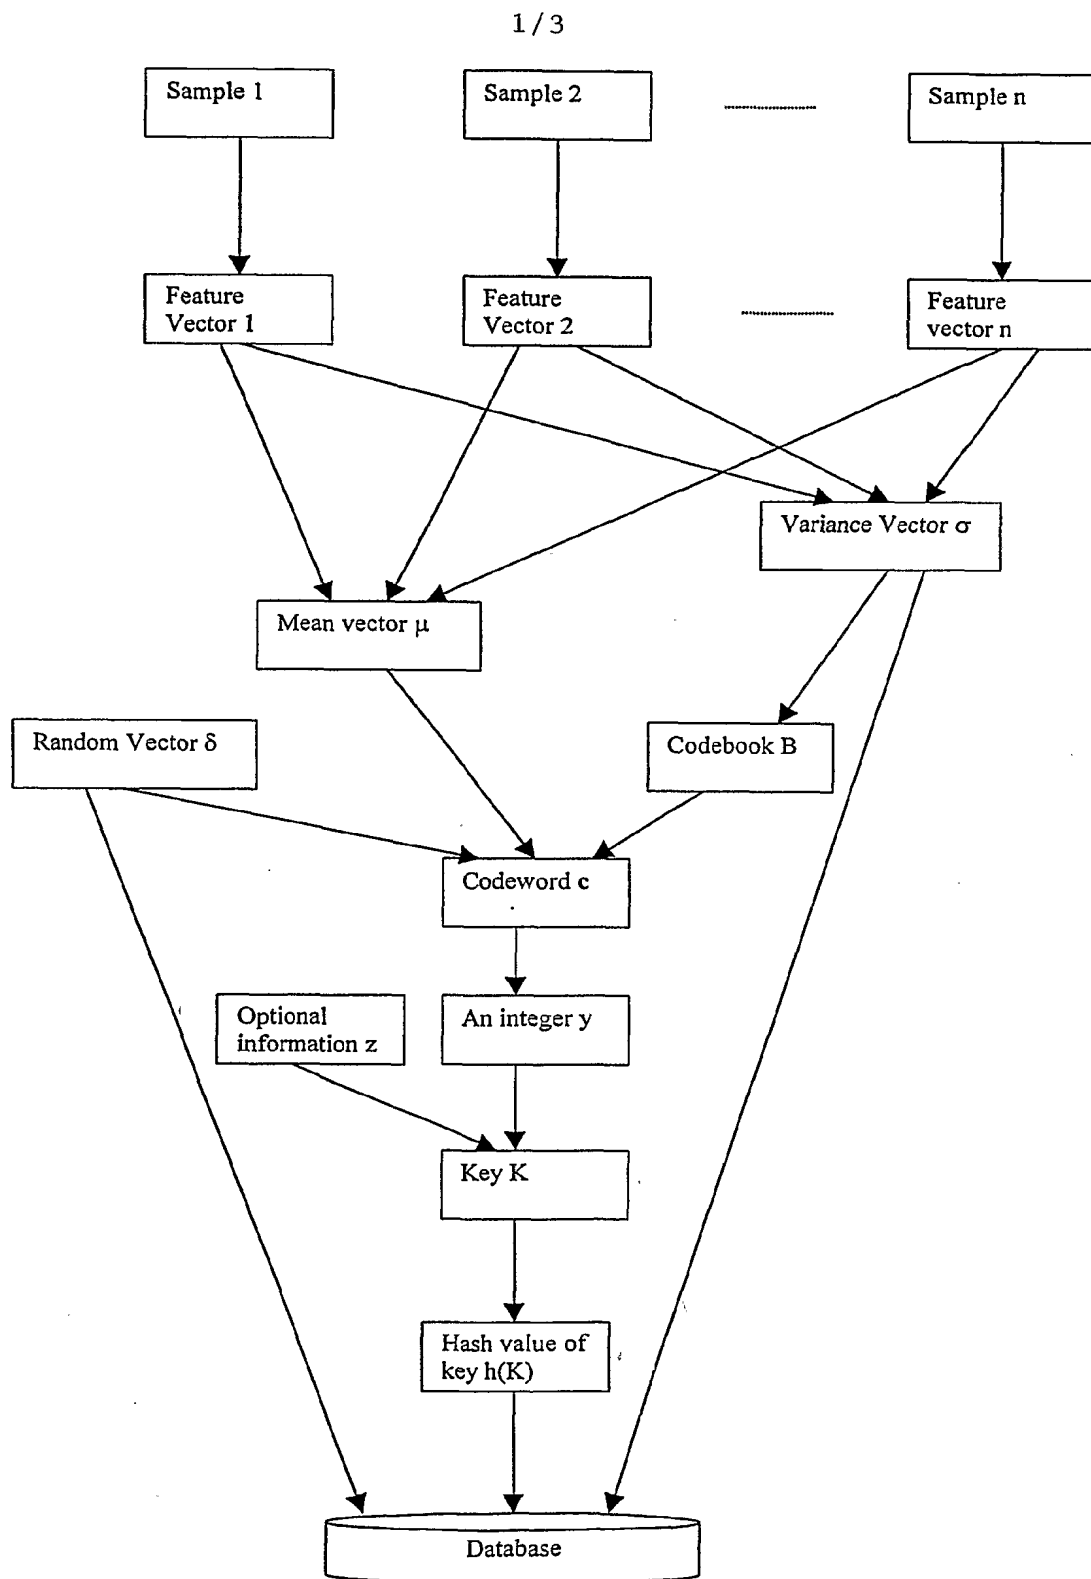 1/3
Sample 1
Sample 2
Sample n
Feature
Vector 1
Feature
Vector 2
Feature
vector n
Variance Vector σ
Mean vector μ
Random Vector δ
Codebook B
Codeword c
Optional
information z
An integer y
Key K
Hash value of
key h(K)
Database